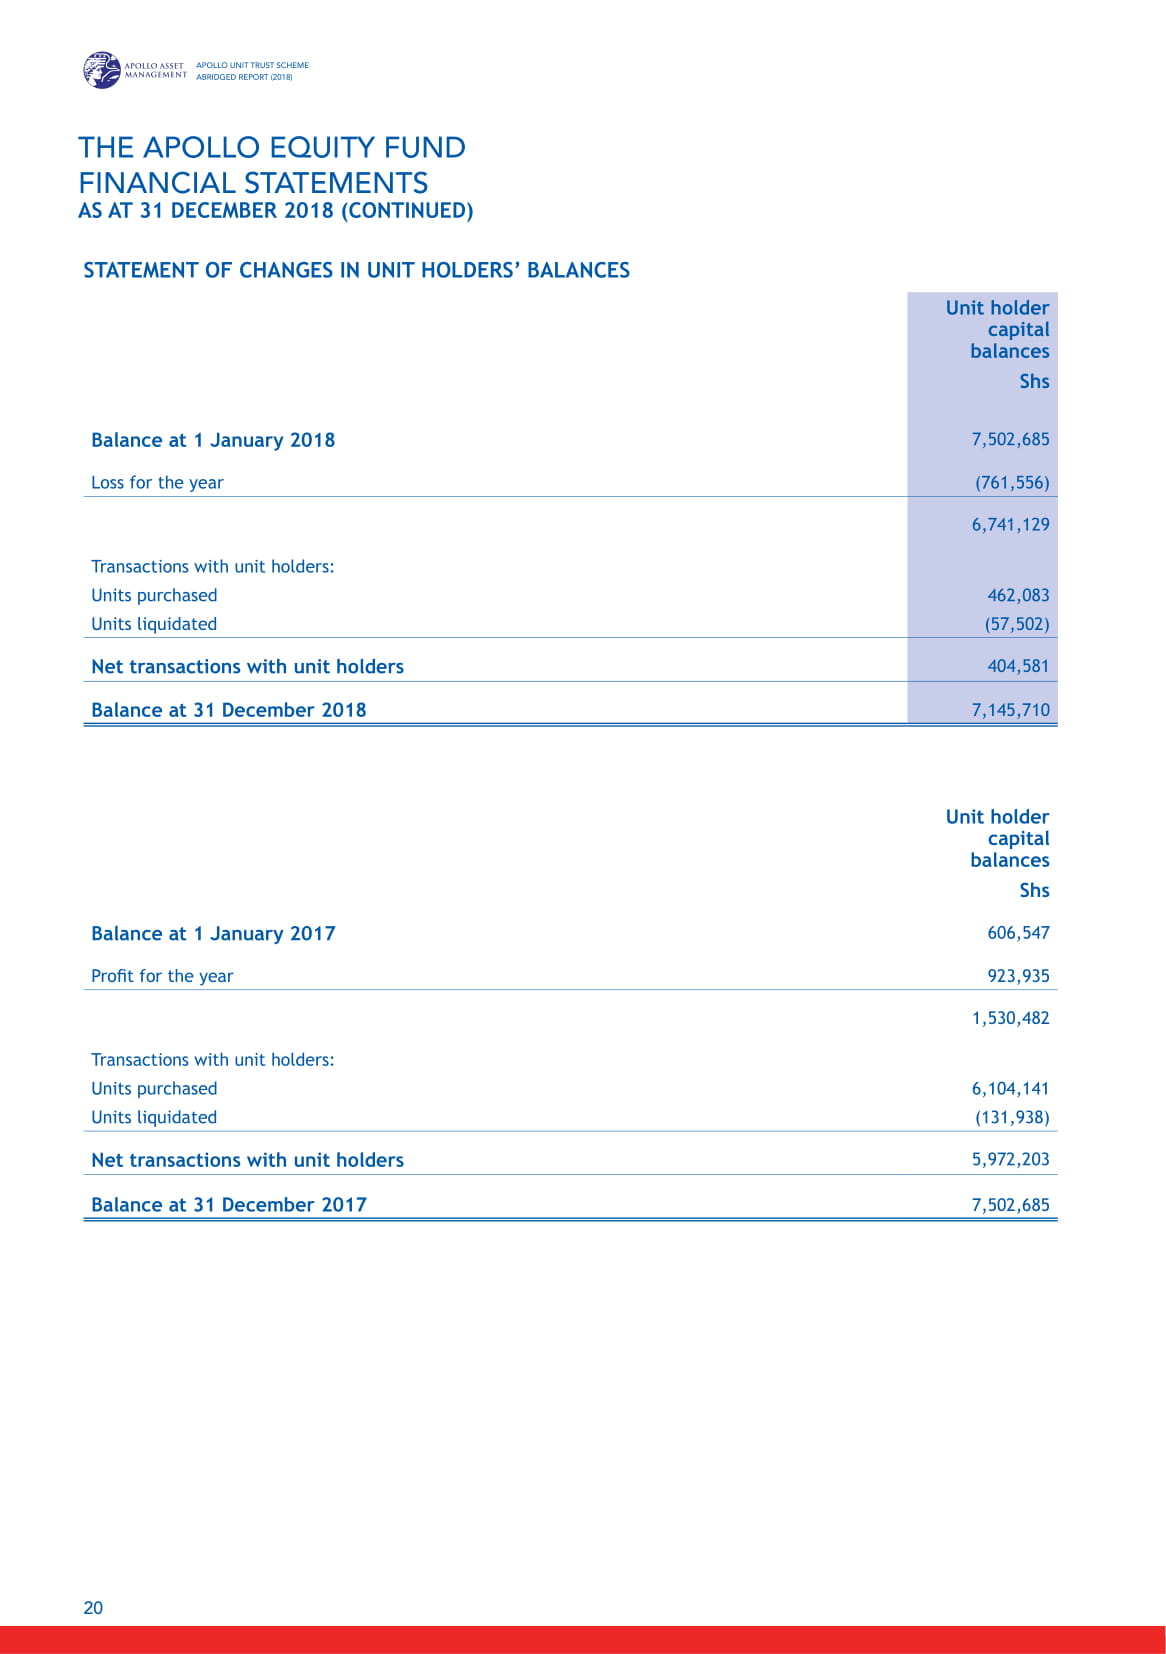 APOLLO ASSET
MANAGEMENT
APOLLO UNIT TRUST SCHEME
ABRIDGED REPORT (2018)
THE APOLLO EQUITY FUND
FINANCIAL STATEMENTS
AS AT 31 DECEMBER 2018 (CONTINUED)
STATEMENT OF CHANGES IN UNIT HOLDERS’ BALANCES
Unit holder
capital
balances
Shs
Balance at 1 January 2018 7,502,685
Loss for the year (761,556)
6,741,129
Transactions with unit holders:
Units purchased 462,083
Units liquidated (57,502)
Net transactions with unit holders 404,581
Balance at 31 December 2018 7,145,710
Unit holder
capital
balances
Shs
Balance at 1 January 2017 606,547
Profit for the year 923,935
1,530,482
Transactions with unit holders:
Units purchased 6,104,141
Units liquidated (131,938)
Net transactions with unit holders 5,972,203
Balance at 31 December 2017 7,502,685
20